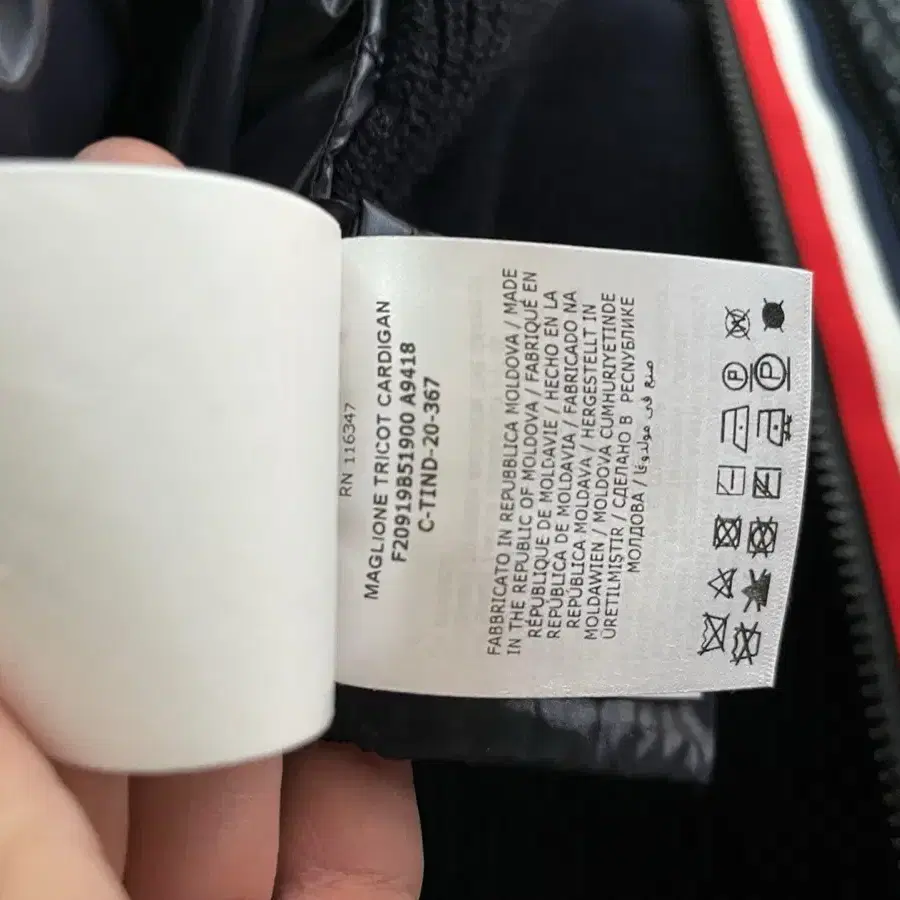 RN 116347
MAGLIONE TRICOT CARDIGAN
F20919B51900 A9418
C-TIND-20-367
FABBRICATO IN REPUBBLICA MOLDOVA / MADE
IN THE REPUBLIC OF MOLDOVA / FABRIQUÉ EN
RÉPUBLIQUE DE MOLDAVIE / HECHO EN LA
REPÚBLICA DE MOLDAVIA / FABRICADO NA
REPÚBLICA MOLDAVA / HERGESTELLT IN
MOLDAWIEN / MOLDOVA CUMHURIYETINDE
ÜRETILMIŞTIR / СДЕЛАНО В РЕСПУБЛИКЕ
МОЛДОВА / صنع في مولدوفا
P
P